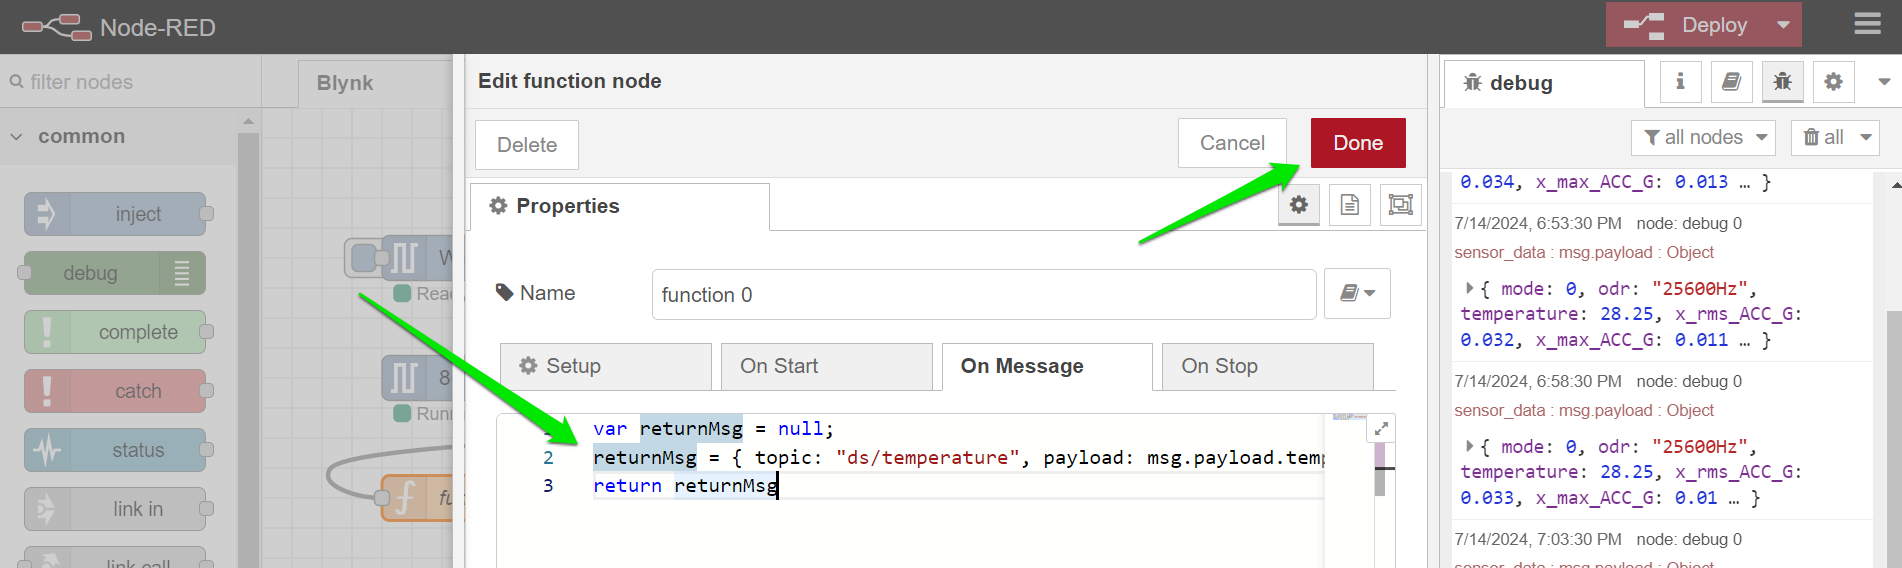 Node-RED
Deploy
filter nodes
Blynk
Edit function node
debug
common
Delete
Cancel
Done
all nodes
all
inject
debug
complete
catch
status
link in
link call
W
Read
8
Runn
fu
Properties
Name
function 0
Setup
On Start
On Message
On Stop
var returnMsg = null;
2 returnMsg = { topic: "ds/temperature", payload: msg.payload.temp
3 return returnMsg
0.034, x_max_ACC_G: 0.013 … }
7/14/2024, 6:53:30 PM node: debug 0
sensor_data : msg.payload : Object
{ mode: 0, odr: "25600Hz",
temperature: 28.25, x_rms_ACC_G:
0.032, x_max_ACC_G: 0.011 … }
7/14/2024, 6:58:30 PM node: debug 0
sensor_data : msg.payload : Object
{ mode: 0, odr: "25600Hz",
temperature: 28.25, x_rms_ACC_G:
0.033, x_max_ACC_G: 0.01 … }
7/14/2024, 7:03:30 PM node: debug 0
sensor_data : msg.payload : Object